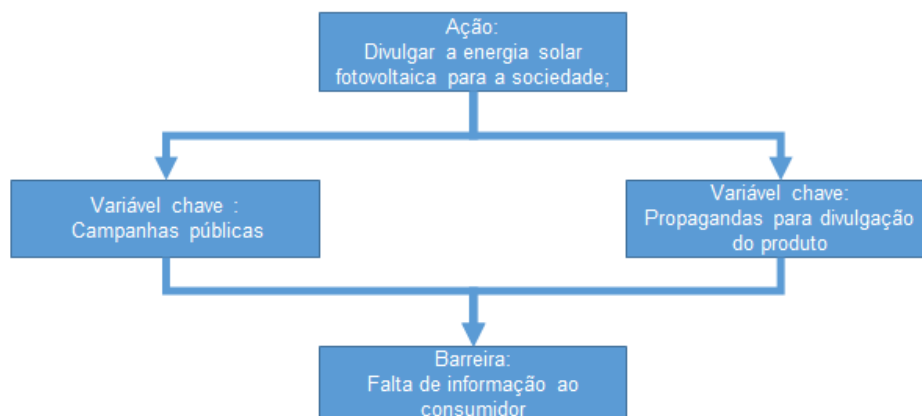 Ação:
Divulgar a energia solar
fotovoltaica para a sociedade;
Variável chave :
Campanhas públicas
Variável chave:
Propagandas para divulgação
do produto
Barreira:
Falta de informação ao
consumidor